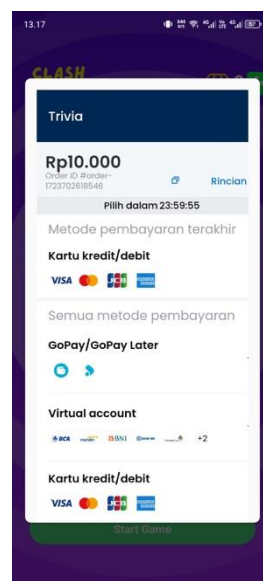 13.17
CLASH
Trivia
Rp10.000
Order ID #order-
1723702618546
Rincian
Pilih dalam 23:59:55
Metode pembayaran terakhir
Kartu kredit/debit
VISA JCB
Semua metode pembayaran
GoPay/GoPay Later
Virtual account
BCA mandiri BNI +2
Kartu kredit/debit
VISA JCB
Start Game